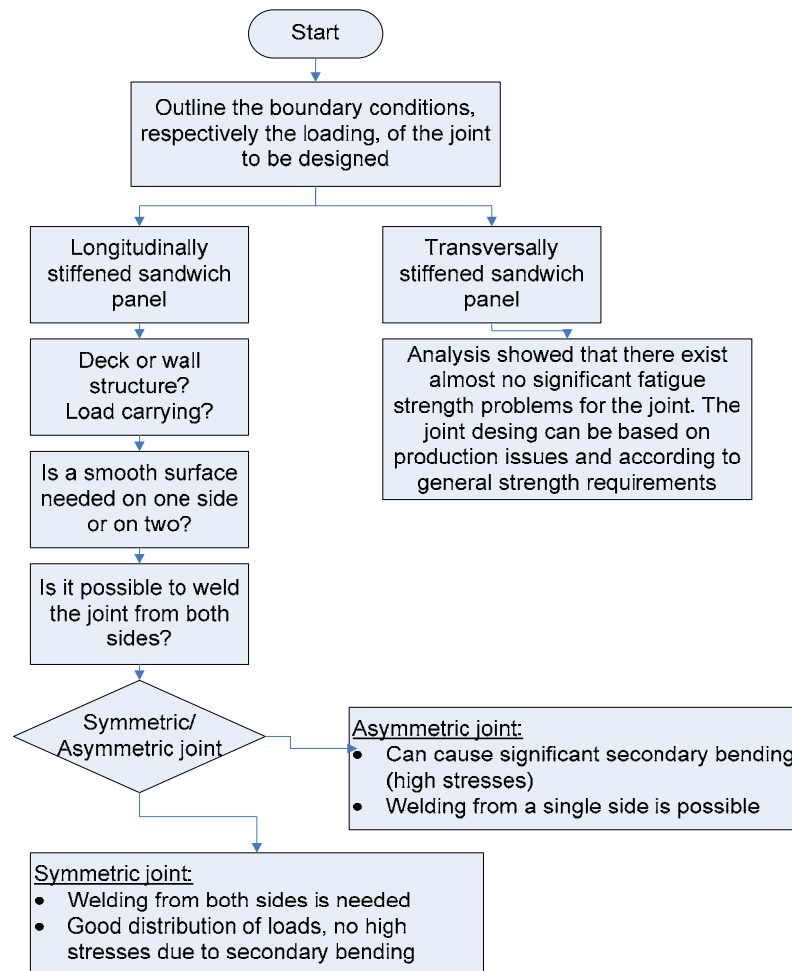 Start
Outline the boundary conditions,
respectively the loading, of the joint
to be designed
Longitudinally
stiffened sandwich
panel
Transversally
stiffened sandwich
panel
Deck or wall
structure?
Load carrying?
Analysis showed that there exist
almost no significant fatigue
strength problems for the joint. The
joint desing can be based on
production issues and according to
general strength requirements
Is a smooth surface
needed on one side
or on two?
Is it possible to weld
the joint from both
sides?
Symmetric/
Asymmetric joint
Asymmetric joint:
• Can cause significant secondary bending
(high stresses)
• Welding from a single side is possible
Symmetric joint:
• Welding from both sides is needed
• Good distribution of loads, no high
stresses due to secondary bending